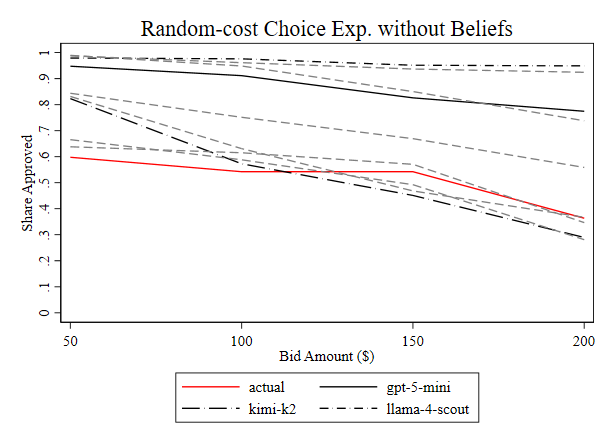 Random-cost Choice Exp. without Beliefs
Share Approved
1
.9
.8
.7
.6
.5
.4
.3
.2
.1
0
50 100 150 200
Bid Amount ($)
actual gpt-5-mini
kimi-k2 llama-4-scout